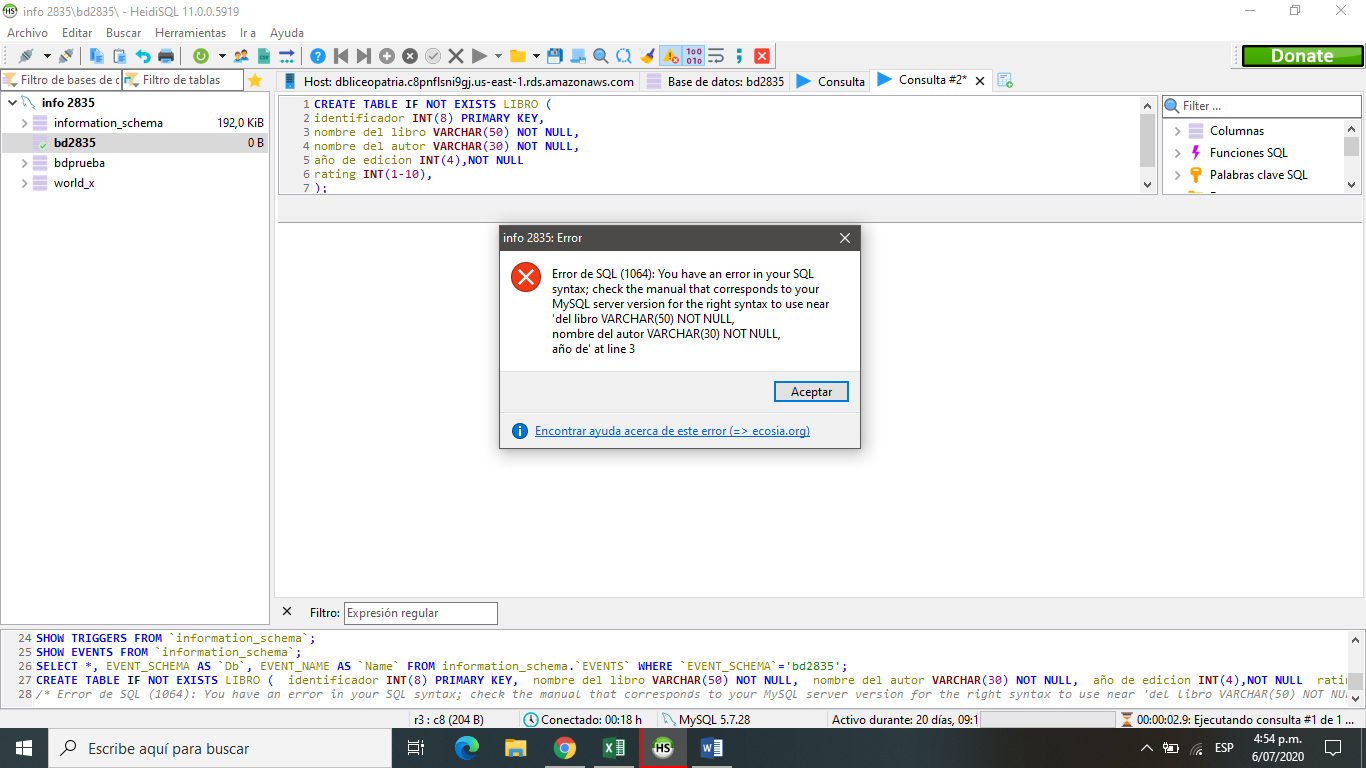 info 2835\bd2835\ - HeidiSQL 11.0.0.5919
Archivo Editar Buscar Herramientas Ir a Ayuda
Donate
Filtro de bases de d Filtro de tablas
Host: dbliceopatria.c8pnflsni9gj.us-east-1.rds.amazonaws.com Base de datos: bd2835 Consulta Consulta #2*
info 2835
information_schema 192,0 KiB
bd2835 0 B
bdprueba
world_x
1 CREATE TABLE IF NOT EXISTS LIBRO (
2 identificador INT(8) PRIMARY KEY,
3 nombre del libro VARCHAR(50) NOT NULL,
4 nombre del autor VARCHAR(30) NOT NULL,
5 año de edicion INT(4),NOT NULL
6 rating INT(1-10),
7 );
Filter ...
Columnas
Funciones SQL
Palabras clave SQL
info 2835: Error
Error de SQL (1064): You have an error in your SQL
syntax; check the manual that corresponds to your
MySQL server version for the right syntax to use near
'del libro VARCHAR(50) NOT NULL,
nombre del autor VARCHAR(30) NOT NULL,
año de' at line 3
Aceptar
Encontrar ayuda acerca de este error (=> ecosia.org)
Filtro: Expresión regular
24 SHOW TRIGGERS FROM `information_schema`;
25 SHOW EVENTS FROM `information_schema`;
26 SELECT *, EVENT_SCHEMA AS `Db`, EVENT_NAME AS `Name` FROM information_schema.`EVENTS` WHERE `EVENT_SCHEMA`='bd2835';
27 CREATE TABLE IF NOT EXISTS LIBRO ( identificador INT(8) PRIMARY KEY, nombre del libro VARCHAR(50) NOT NULL, nombre del autor VARCHAR(30) NOT NULL, año de edicion INT(4),NOT NULL ratin
28 /* Error de SQL (1064): You have an error in your SQL syntax; check the manual that corresponds to your MySQL server version for the right syntax to use near 'del libro VARCHAR(50) NOT NU
r3 : c8 (204 B) Conectado: 00:18 h MySQL 5.7.28 Activo durante: 20 días, 09:1 00:00:02.9: Ejecutando consulta #1 de 1 ...
Escribe aquí para buscar
ESP
4:54 p.m.
6/07/2020